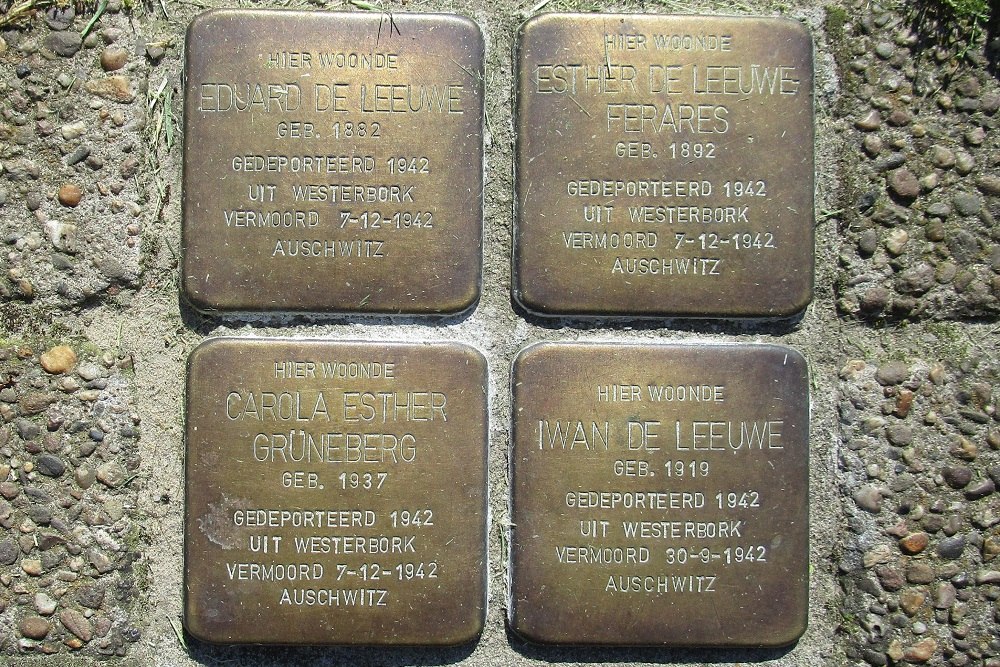 HIER WOONDE
EDUARD DE LEEUWE
GEB. 1882
GEDEPORTEERD 1942
UIT WESTERBORK
VERMOORD 7-12-1942
AUSCHWITZ
HIER WOONDE
ESTHER DE LEEUWE-
FERARES
GEB. 1892
GEDEPORTEERD 1942
UIT WESTERBORK
VERMOORD 7-12-1942
AUSCHWITZ
HIER WOONDE
CAROLA ESTHER
GRÜNEBERG
GEB. 1937
GEDEPORTEERD 1942
UIT WESTERBORK
VERMOORD 7-12-1942
AUSCHWITZ
HIER WOONDE
IWAN DE LEEUWE
GEB. 1919
GEDEPORTEERD 1942
UIT WESTERBORK
VERMOORD 30-9-1942
AUSCHWITZ